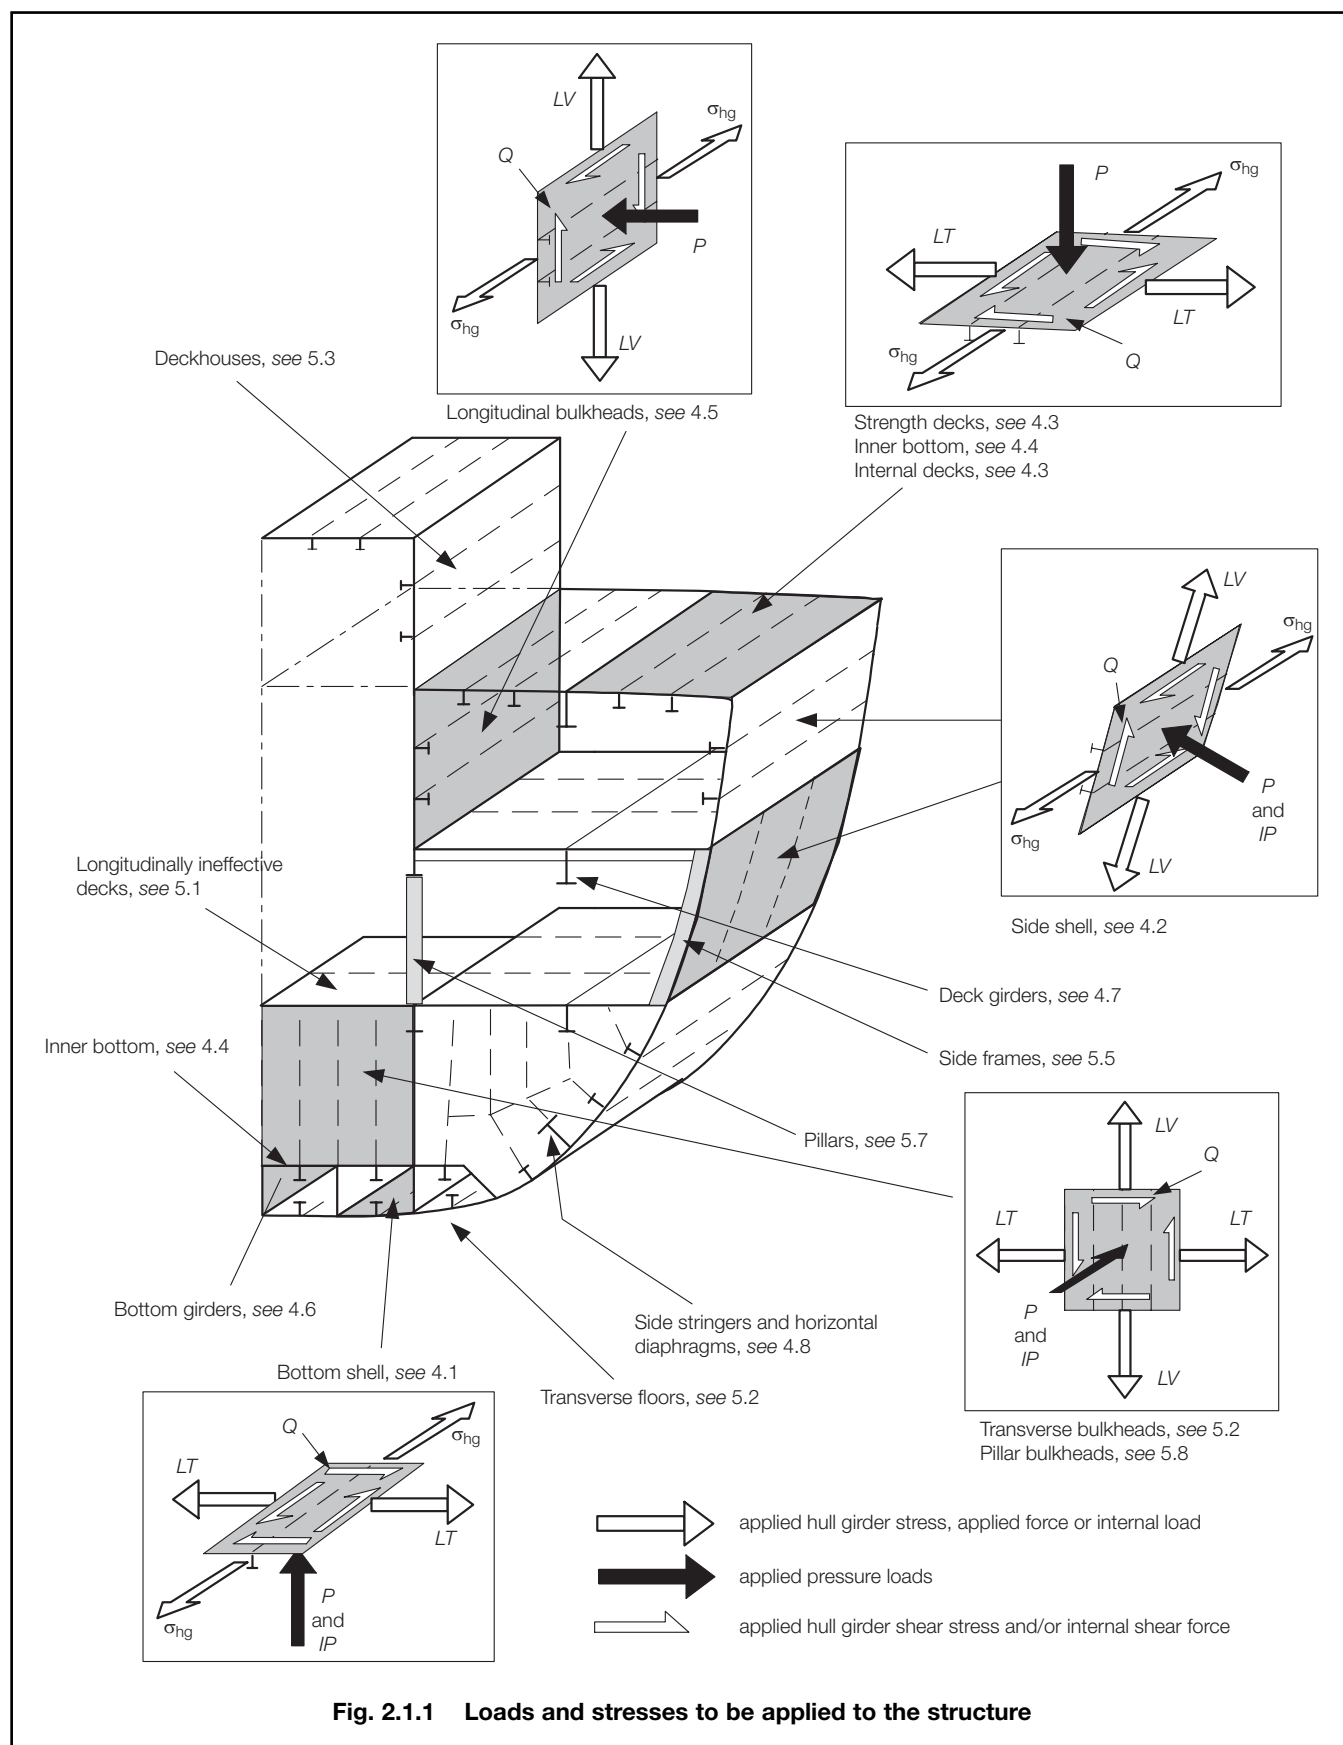 LV
σhg
Q
P
σhg
LV
Longitudinal bulkheads, see 4.5
P
σhg
LT
LT
σhg
Q
Strength decks, see 4.3
Inner bottom, see 4.4
Internal decks, see 4.3
Deckhouses, see 5.3
LV
σhg
Q
P
and
IP
σhg
LV
Side shell, see 4.2
Longitudinally ineffective
decks, see 5.1
Deck girders, see 4.7
Inner bottom, see 4.4
Side frames, see 5.5
Pillars, see 5.7
LV
Q
LT
LT
P
and
IP
LV
Transverse bulkheads, see 5.2
Pillar bulkheads, see 5.8
Bottom girders, see 4.6
Side stringers and horizontal
diaphragms, see 4.8
Bottom shell, see 4.1
Transverse floors, see 5.2
Q
σhg
LT
LT
P
and
IP
σhg
applied hull girder stress, applied force or internal load
applied pressure loads
applied hull girder shear stress and/or internal shear force
Fig. 2.1.1 Loads and stresses to be applied to the structure